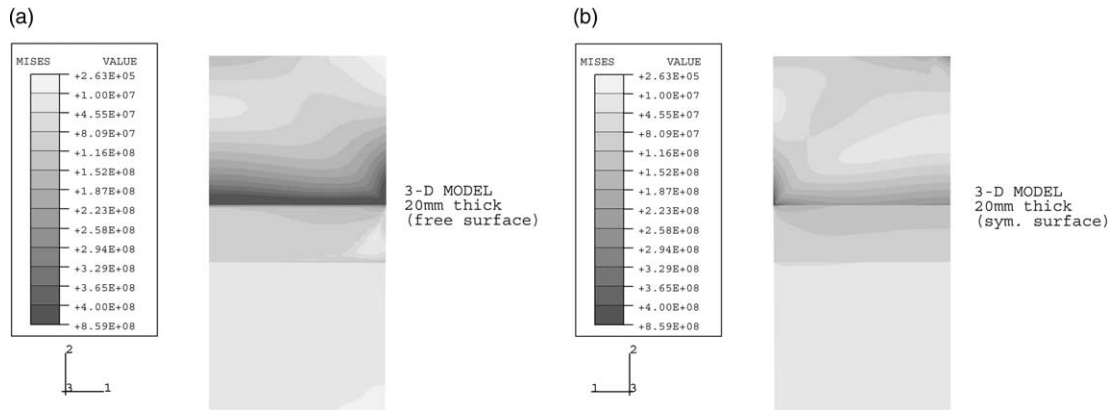 (a)
MISES VALUE
+2.63E+05
+1.00E+07
+4.55E+07
+8.09E+07
+1.16E+08
+1.52E+08
+1.87E+08
+2.23E+08
+2.58E+08
+2.94E+08
+3.29E+08
+3.65E+08
+4.00E+08
+8.59E+08
2
3 1
3-D MODEL
20mm thick
(free surface)
(b)
MISES VALUE
+2.63E+05
+1.00E+07
+4.55E+07
+8.09E+07
+1.16E+08
+1.52E+08
+1.87E+08
+2.23E+08
+2.58E+08
+2.94E+08
+3.29E+08
+3.65E+08
+4.00E+08
+8.59E+08
2
1 3
3-D MODEL
20mm thick
(sym. surface)